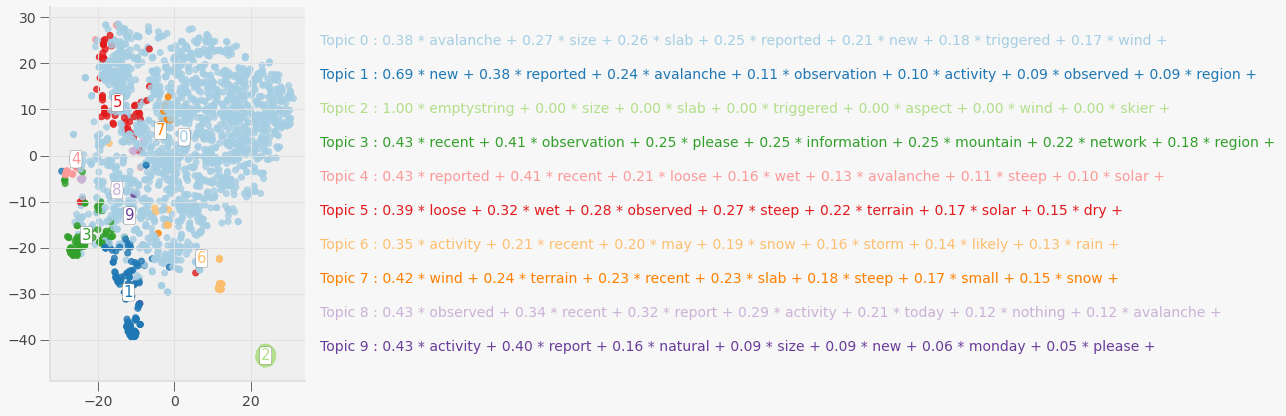 30
20
10
0
−10
−20
−30
−40
−20 0 20
5
7
0
4
8
9
3
6
1
2
Topic 0 : 0.38 * avalanche + 0.27 * size + 0.26 * slab + 0.25 * reported + 0.21 * new + 0.18 * triggered + 0.17 * wind +
Topic 1 : 0.69 * new + 0.38 * reported + 0.24 * avalanche + 0.11 * observation + 0.10 * activity + 0.09 * observed + 0.09 * region +
Topic 2 : 1.00 * emptystring + 0.00 * size + 0.00 * slab + 0.00 * triggered + 0.00 * aspect + 0.00 * wind + 0.00 * skier +
Topic 3 : 0.43 * recent + 0.41 * observation + 0.25 * please + 0.25 * information + 0.25 * mountain + 0.22 * network + 0.18 * region +
Topic 4 : 0.43 * reported + 0.41 * recent + 0.21 * loose + 0.16 * wet + 0.13 * avalanche + 0.11 * steep + 0.10 * solar +
Topic 5 : 0.39 * loose + 0.32 * wet + 0.28 * observed + 0.27 * steep + 0.22 * terrain + 0.17 * solar + 0.15 * dry +
Topic 6 : 0.35 * activity + 0.21 * recent + 0.20 * may + 0.19 * snow + 0.16 * storm + 0.14 * likely + 0.13 * rain +
Topic 7 : 0.42 * wind + 0.24 * terrain + 0.23 * recent + 0.23 * slab + 0.18 * steep + 0.17 * small + 0.15 * snow +
Topic 8 : 0.43 * observed + 0.34 * recent + 0.32 * report + 0.29 * activity + 0.21 * today + 0.12 * nothing + 0.12 * avalanche +
Topic 9 : 0.43 * activity + 0.40 * report + 0.16 * natural + 0.09 * size + 0.09 * new + 0.06 * monday + 0.05 * please +